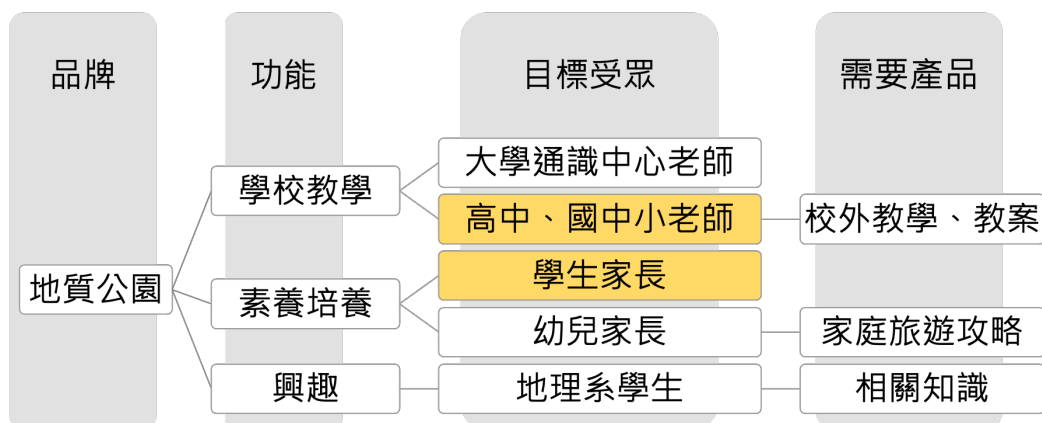 品牌
功能
目標受眾
需要產品
大學通識中心老師
學校教學
高中、國中小老師
校外教學、教案
學生家長
地質公園
素養培養
幼兒家長
家庭旅遊攻略
興趣
地理系學生
相關知識